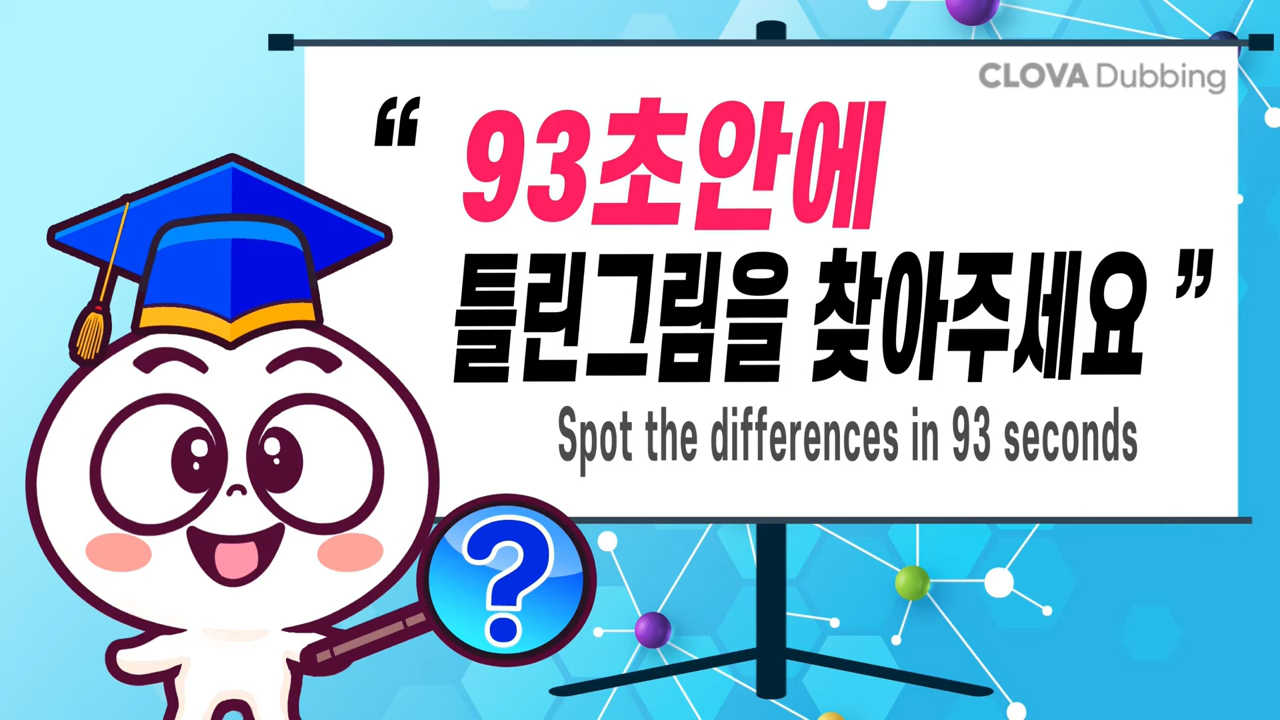 CLOVA Dubbing
“ 93초안에
틀린그림을 찾아주세요 ”
Spot the differences in 93 seconds
?